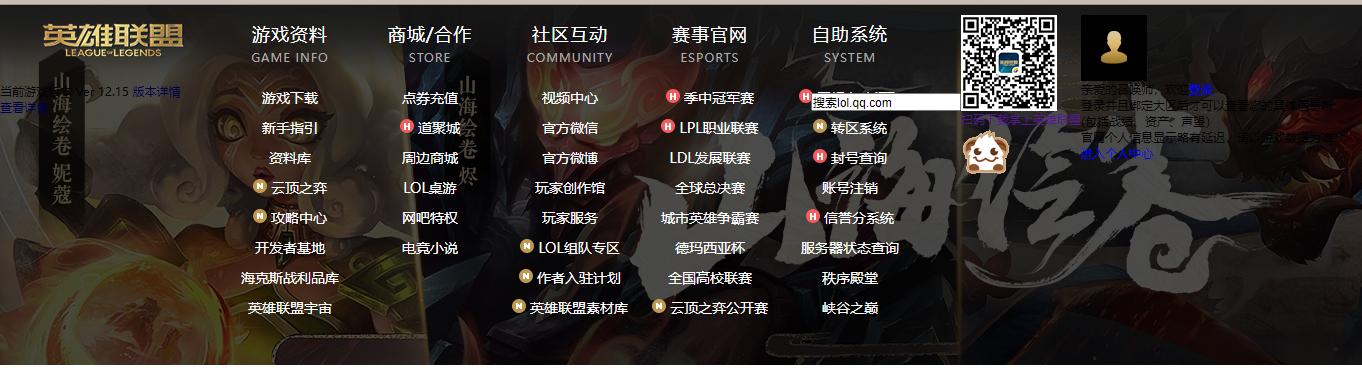 英雄联盟
LEAGUE OF LEGENDS
当前游戏版本 Ver 12.15 版本详情
查看详情
山海绘卷 妮蔻
山海绘卷 烬
游戏资料
GAME INFO
游戏下载
新手指引
资料库
N 云顶之弈
N 攻略中心
开发者基地
海克斯战利品库
英雄联盟宇宙
商城/合作
STORE
点券充值
H 道聚城
周边商城
LOL桌游
网吧特权
电竞小说
社区互动
COMMUNITY
视频中心
官方微信
官方微博
玩家创作馆
玩家服务
N LOL组队专区
N 作者入驻计划
N 英雄联盟素材库
赛事官网
ESPORTS
H 季中冠军赛
H LPL职业联赛
LDL发展联赛
全球总决赛
城市英雄争霸赛
德玛西亚杯
全国高校联赛
N 云顶之弈公开赛
自助系统
SYSTEM
H
搜索lol.qq.com
N 转区系统
H 封号查询
账号注销
H 信誉分系统
服务器状态查询
秩序殿堂
峡谷之巅
扫码下载掌上英雄联盟
亲爱的召唤师，欢迎登录
登录并且绑定大区后才可以查看您的
(包括战绩、资产、声望)
官网个人信息显示略有延迟
进入个人中心
山海绘卷